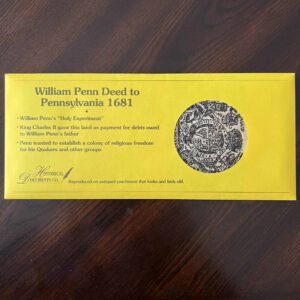 William Penn Deed to
Pennsylvania 1681
• William Penn's "Holy Experiment"
• King Charles II gave this land as payment for debts owed
to William Penn's father
• Penn wanted to establish a colony of religious freedom
for his Quakers and other groups
Historical
Documents Co.
Reproduced on antiqued parchment that looks and feels old.